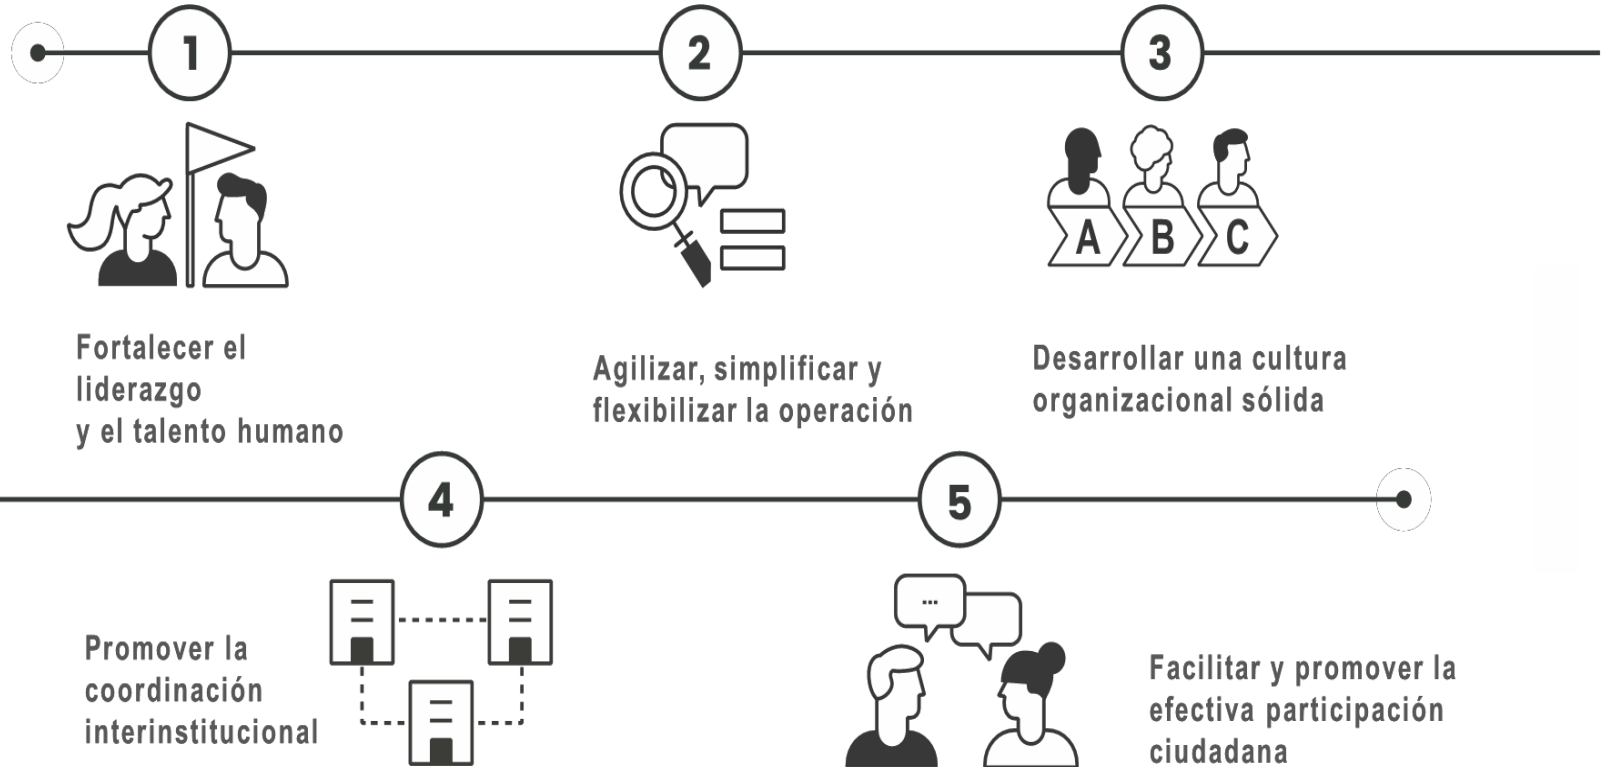 1
2
3
A
B
C
Fortalecer el
liderazgo
y el talento humano
Agilizar, simplificar y
flexibilizar la operación
Desarrollar una cultura
organizacional sólida
4
5
...
Promover la
coordinación
interinstitucional
Facilitar y promover la
efectiva participación
ciudadana